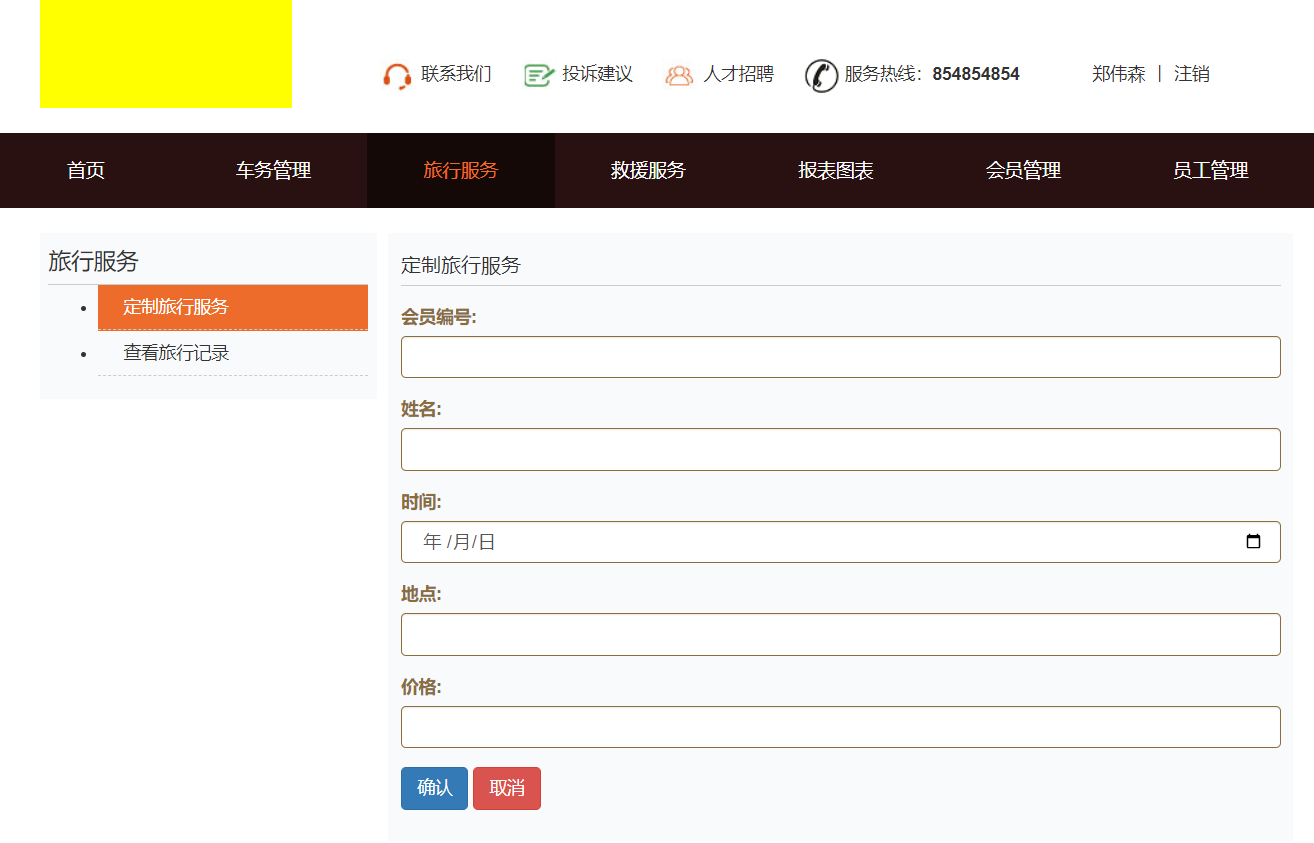 联系我们 投诉建议 人才招聘 服务热线：854854854 郑伟森 | 注销
首页 车务管理 旅行服务 救援服务 报表图表 会员管理 员工管理
旅行服务
定制旅行服务
查看旅行记录
定制旅行服务
会员编号:
姓名:
时间:
年 /月/日
地点:
价格:
确认 取消